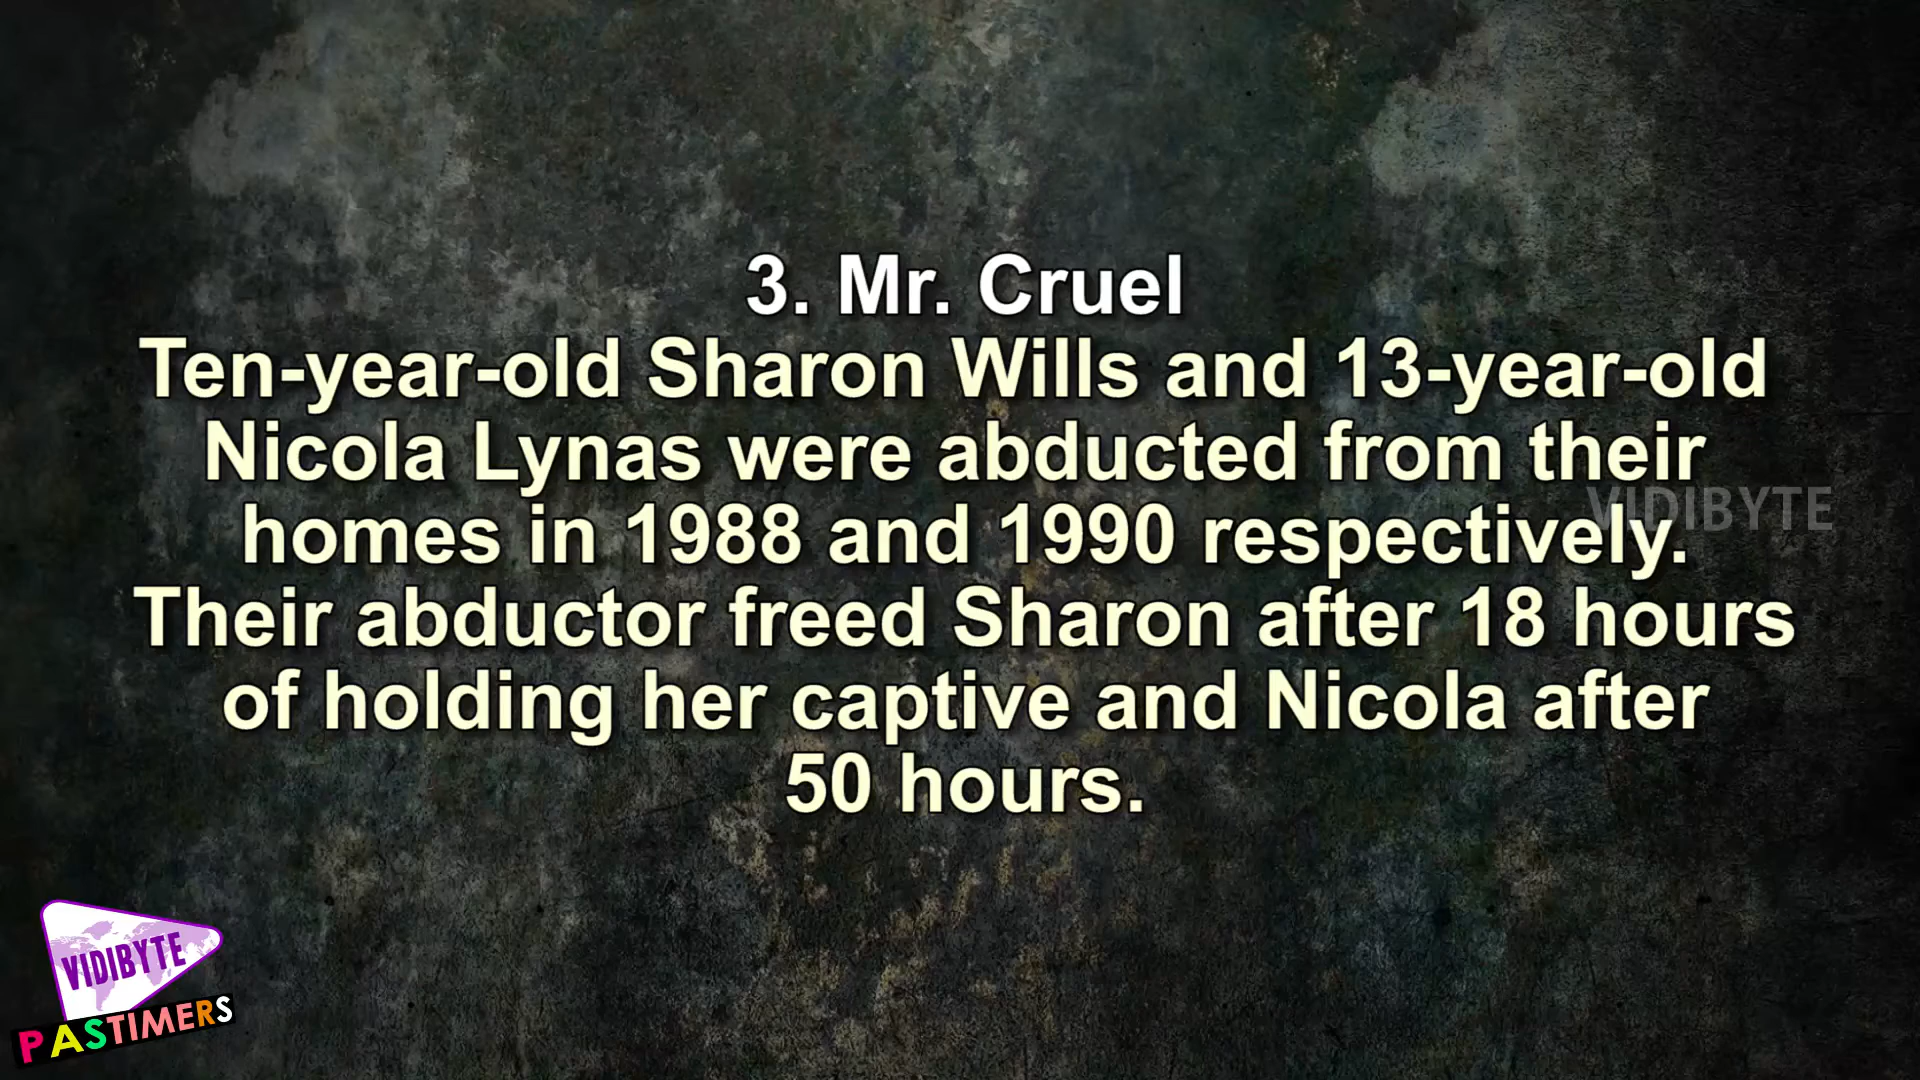 3. Mr. Cruel
Ten-year-old Sharon Wills and 13-year-old
Nicola Lynas were abducted from their
homes in 1988 and 1990 respectively.
Their abductor freed Sharon after 18 hours
of holding her captive and Nicola after
50 hours.
VIDIBYTE
VIDIBYTE
PASTIMERS